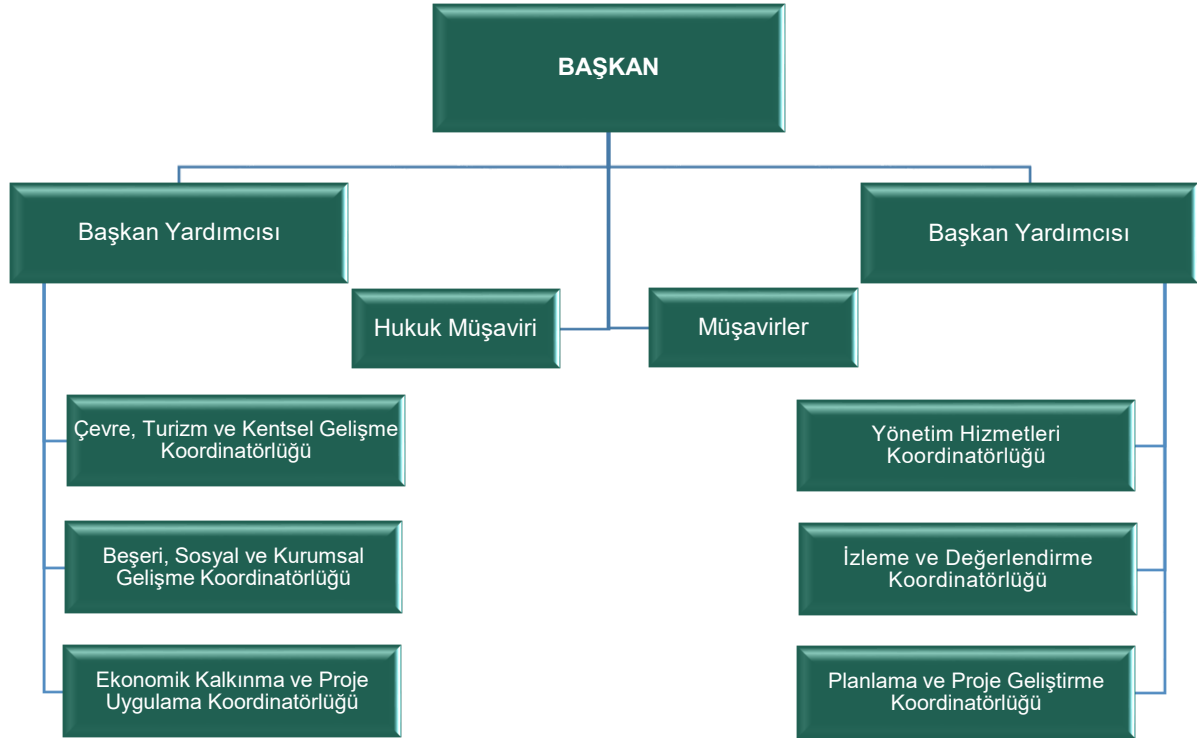 BAŞKAN
Başkan Yardımcısı
Başkan Yardımcısı
Hukuk Müşaviri
Müşavirler
Çevre, Turizm ve Kentsel Gelişme
Koordinatörlüğü
Beşeri, Sosyal ve Kurumsal
Gelişme Koordinatörlüğü
Ekonomik Kalkınma ve Proje
Uygulama Koordinatörlüğü
Yönetim Hizmetleri
Koordinatörlüğü
İzleme ve Değerlendirme
Koordinatörlüğü
Planlama ve Proje Geliştirme
Koordinatörlüğü